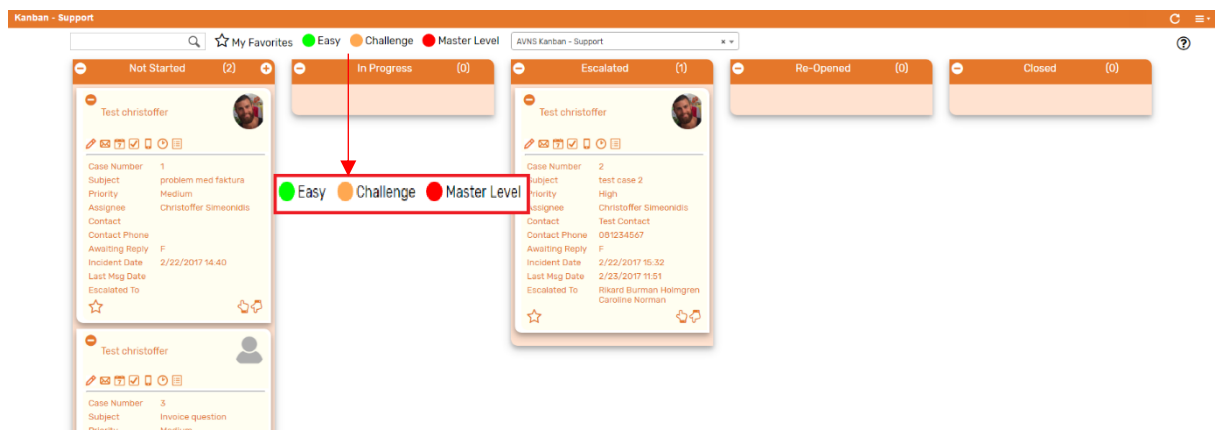 Kanban - Support
My Favorites Easy Challenge Master Level AVNS Kanban - Support
Not Started (2)
In Progress (0)
Escalated (1)
Re-Opened (0)
Closed (0)
Test christoffer
Case Number 1
Subject problem med faktura
Priority Medium
Assignee Christoffer Simeonidis
Contact
Contact Phone
Awaiting Reply F
Incident Date 2/22/2017 14:40
Last Msg Date
Escalated To
Test christoffer
Case Number 3
Subject Invoice question
Priority Medium
Easy Challenge Master Level
Test christoffer
Case Number 2
Subject test case 2
Priority High
Assignee Christoffer Simeonidis
Contact Test Contact
Contact Phone 081234567
Awaiting Reply F
Incident Date 2/22/2017 15:32
Last Msg Date 2/23/2017 11:51
Escalated To Rikard Burman Holmgren
Caroline Norman